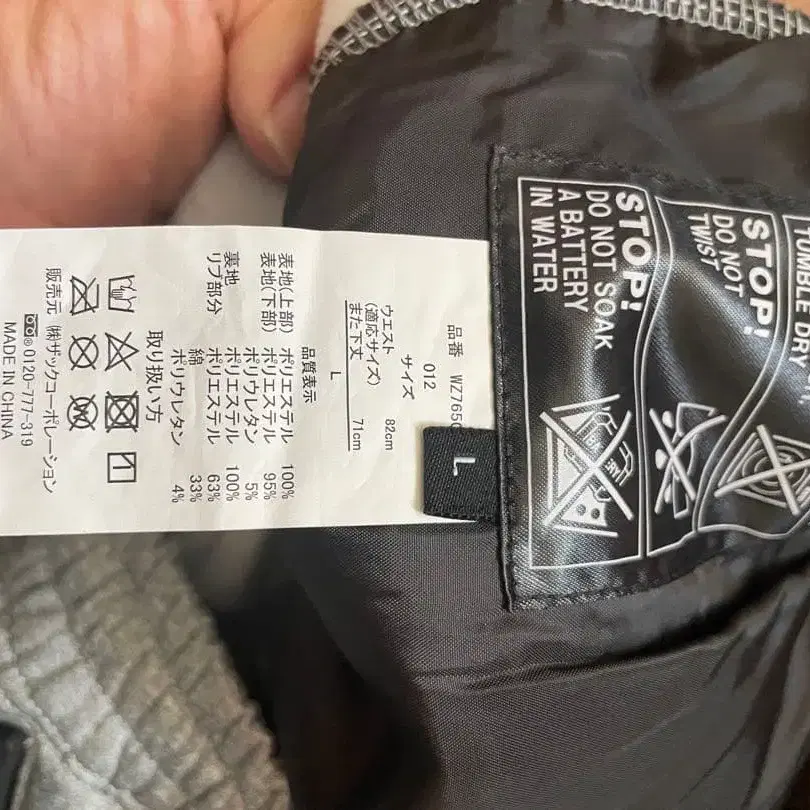 品番 WZ765
012
サイズ
L
ウエスト 82cm
(適応サイズ)
また下丈 71cm
品質表示
表地(上部) ポリエステル 100%
表地(下部) ポリエステル 95%
ポリウレタン 5%
裏地 ポリエステル 100%
リブ部分 ポリエステル 63%
綿 33%
ポリウレタン 4%
取り扱い方
販売元 (株)ザックコーポレーション
®0120-777-319
MADE IN CHINA
L
TUMBLE DRY
STOP!
DO NOT
TWIST
STOP!
DO NOT SOAK
A BATTERY
IN WATER